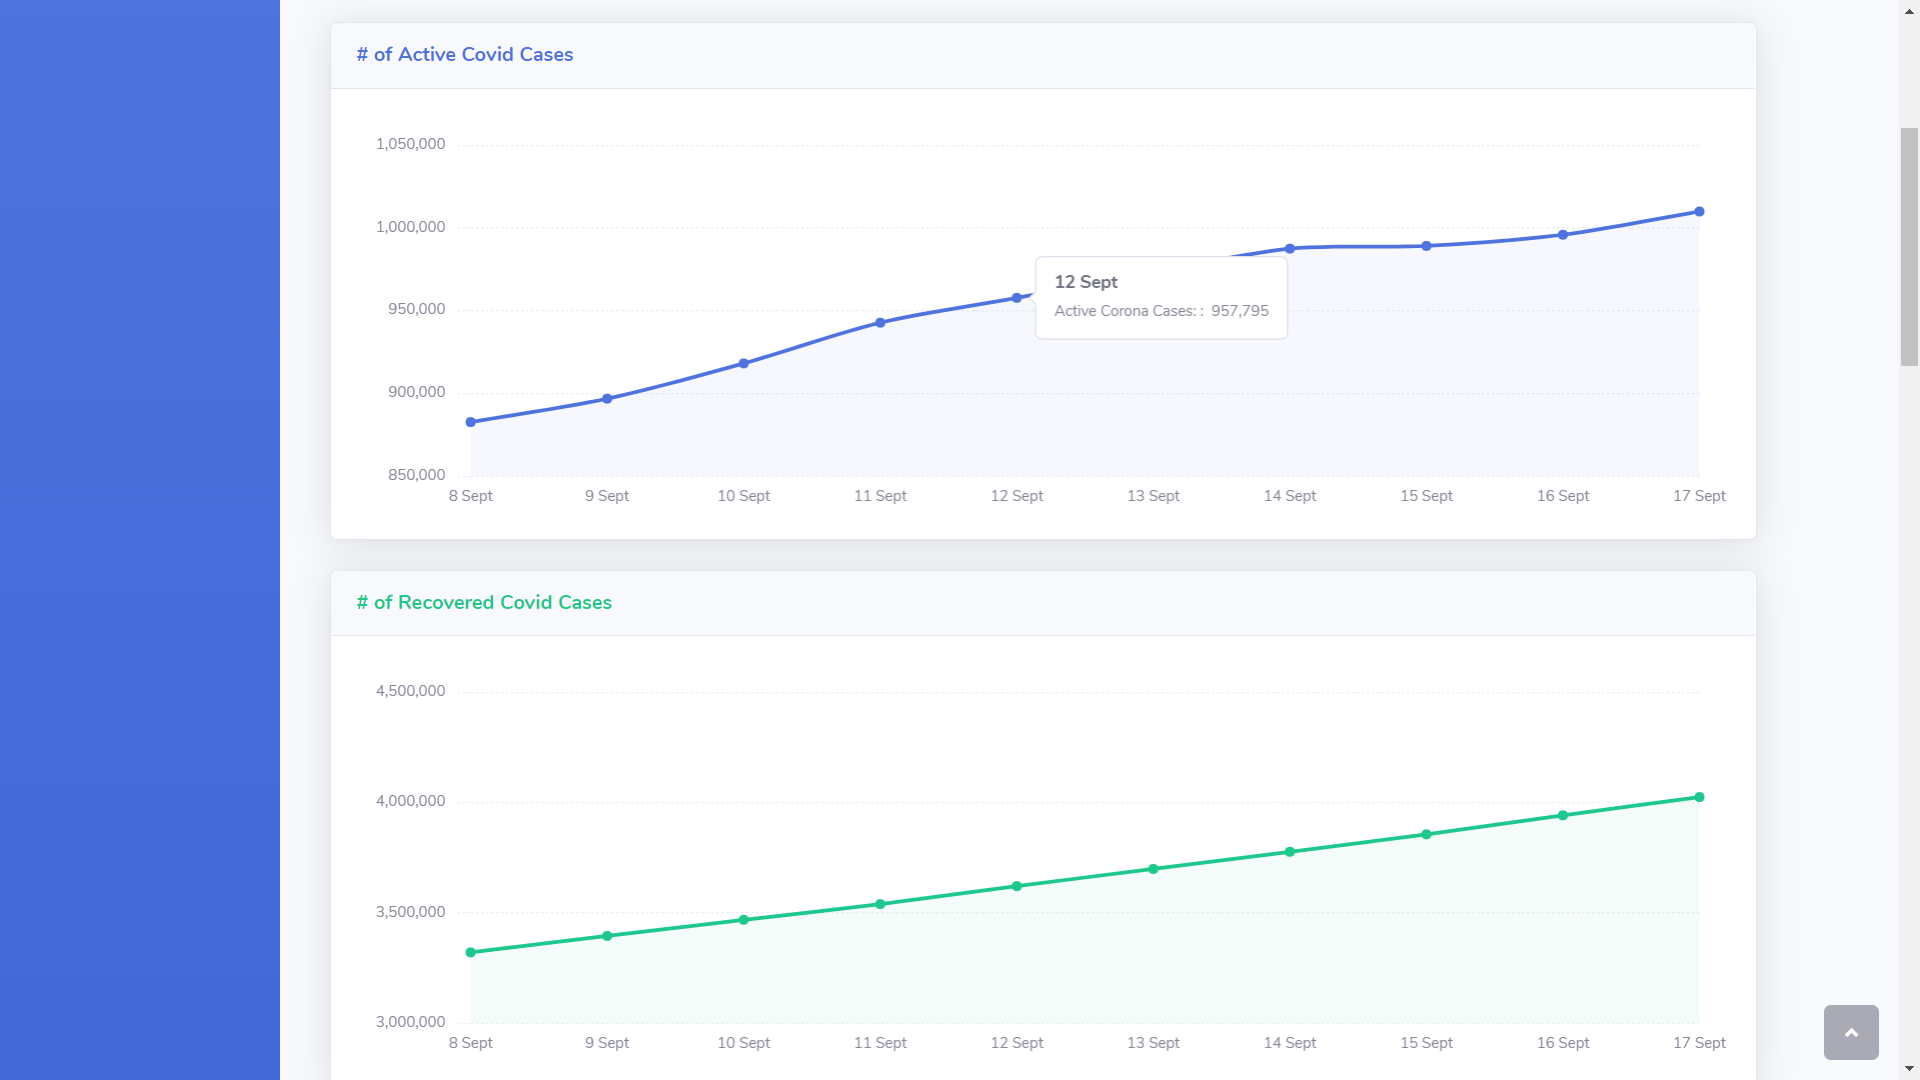 # of Active Covid Cases
1,050,000
1,000,000
950,000
900,000
850,000
12 Sept
Active Corona Cases: : 957,795
8 Sept 9 Sept 10 Sept 11 Sept 12 Sept 13 Sept 14 Sept 15 Sept 16 Sept 17 Sept
# of Recovered Covid Cases
4,500,000
4,000,000
3,500,000
3,000,000
8 Sept 9 Sept 10 Sept 11 Sept 12 Sept 13 Sept 14 Sept 15 Sept 16 Sept 17 Sept